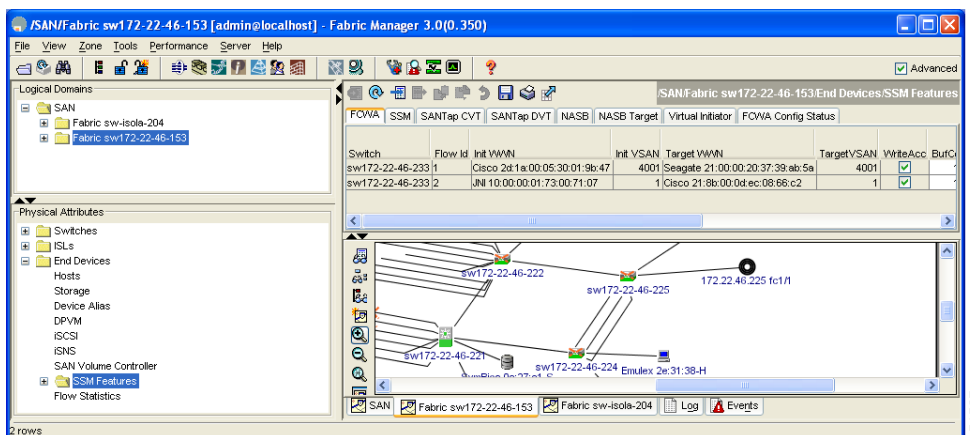 /SAN/Fabric sw172-22-46-153 [admin@localhost] - Fabric Manager 3.0(0.350)
File View Zone Tools Performance Server Help
Advanced
Logical Domains
SAN
Fabric sw-isola-204
Fabric sw172-22-46-153
Physical Attributes
Switches
ISLs
End Devices
Hosts
Storage
Device Alias
DPVM
iSCSI
iSNS
SAN Volume Controller
SSM Features
Flow Statistics
/SAN/Fabric sw172-22-46-153/End Devices/SSM Features
FCWA SSM SANTap CVT SANTap DVT NASB NASB Target Virtual Initiator FCWA Config Status
Switch Flow Id Init WWN Init VSAN Target WWN TargetVSAN WriteAcc BufC
sw172-22-46-233 1 Cisco 2d:1a:00:05:30:01:9b:47 4001 Seagate 21:00:00:20:37:39:ab:5a 4001
sw172-22-46-233 2 JNI 10:00:00:01:73:00:71:07 1 Cisco 21:8b:00:0d:ec:08:66:c2 1
sw172-22-46-222
172.22.46.225 fc1/1
sw172-22-46-225
sw172-22-46-221
sw172-22-46-224
Emulex 2e:31:38-H
SAN Fabric sw172-22-46-153 Fabric sw-isola-204 Log Events
2 rows